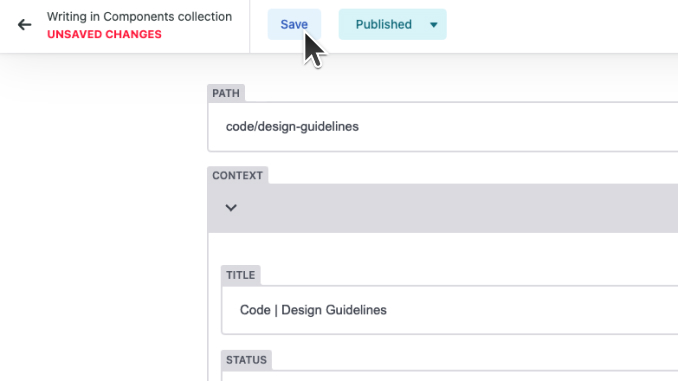 Writing in Components collection
UNSAVED CHANGES
Save
Published
PATH
code/design-guidelines
CONTEXT
TITLE
Code | Design Guidelines
STATUS